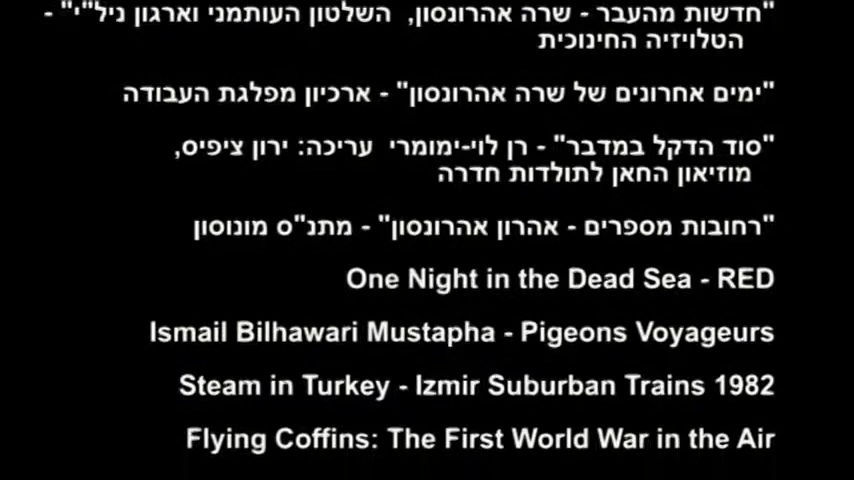 "חדשות מהעבר - שרה אהרונסון, השלטון העותמני וארגון ניל"י" -
הטלויזיה החינוכית
"ימים אחרונים של שרה אהרונסון" - ארכיון מפלגת העבודה
"סוד הדקל במדבר" - רן לוי-ימומרי עריכה: ירון ציפיס,
מוזיאון החאן לתולדות חדרה
"רחובות מספרים - אהרון אהרונסון" - מתנ"ס מונוסון
One Night in the Dead Sea - RED
Ismail Bilhawari Mustapha - Pigeons Voyageurs
Steam in Turkey - Izmir Suburban Trains 1982
Flying Coffins: The First World War in the Air